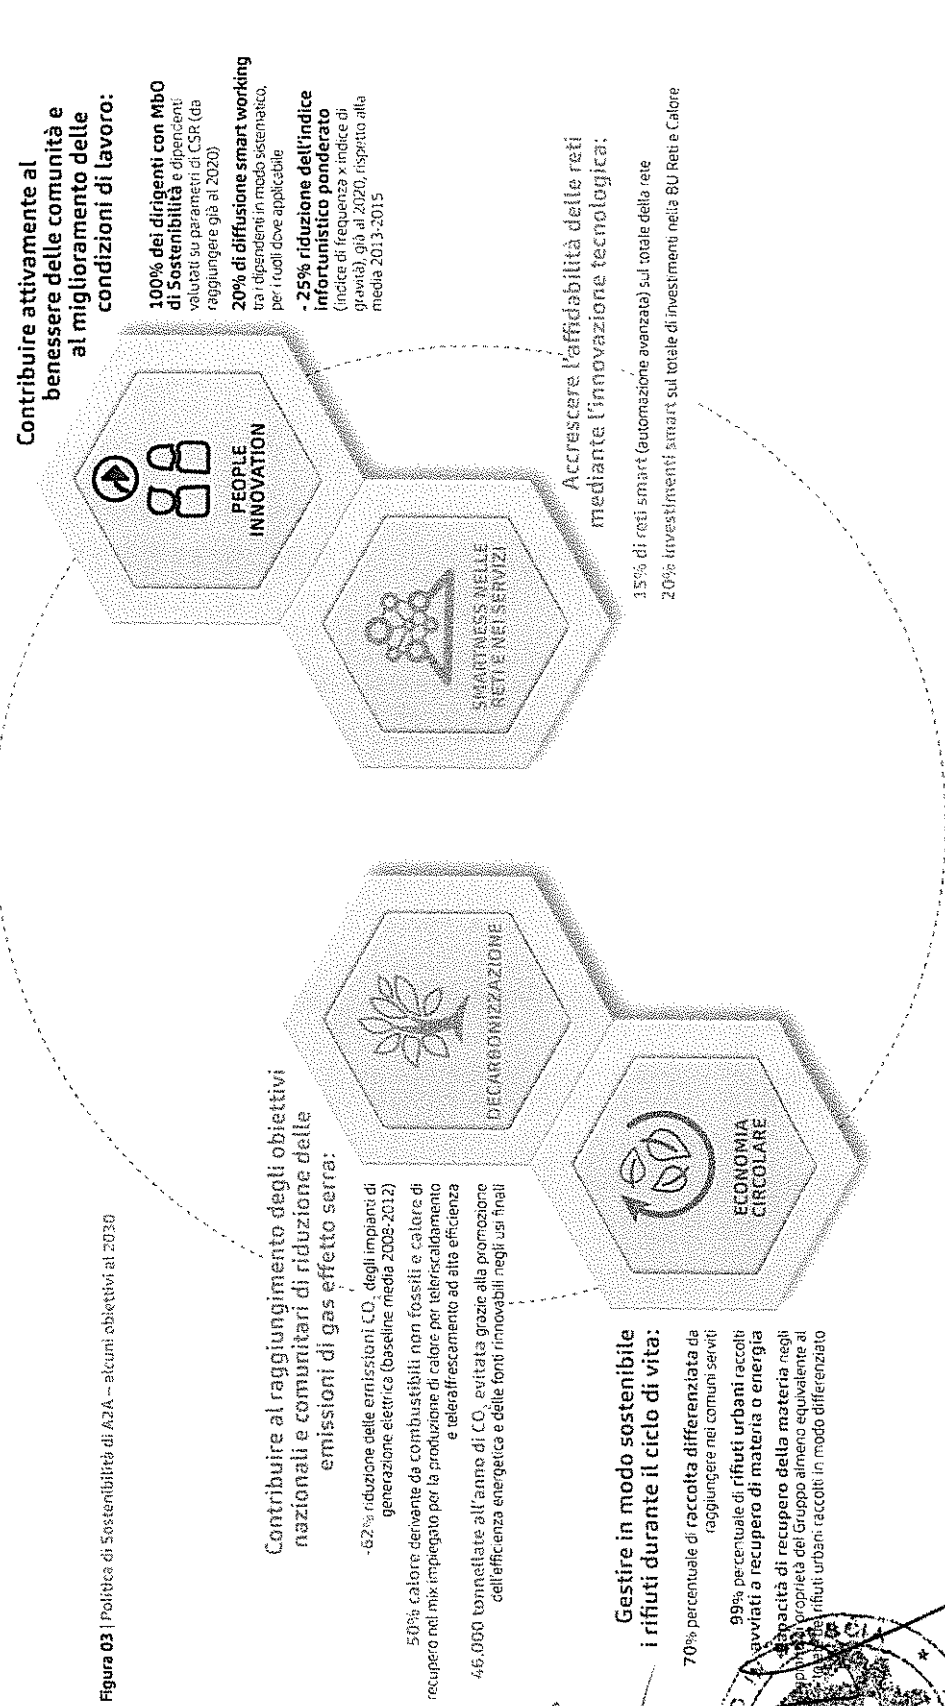 Figura 03 | Politica di Sostenibilità di A2A – alcuni obiettivi al 2030
Contribuire al raggiungimento degli obiettivi
nazionali e comunitari di riduzione delle
emissioni di gas effetto serra:
-62% riduzione delle emissioni CO₂ degli impianti di
generazione elettrica (baseline media 2008-2012)
50% calore derivante da combustibili non fossili e calore di
recupero nel mix impiegato per la produzione di calore per teleriscaldamento
e teleraffrescamento ad alta efficienza
46.000 tonnellate all'anno di CO₂ evitata grazie alla promozione
dell'efficienza energetica e delle fonti rinnovabili negli usi finali
DECARBONIZZAZIONE
Gestire in modo sostenibile
i rifiuti durante il ciclo di vita:
70% percentuale di raccolta differenziata da
raggiungere nei comuni serviti
99% percentuale di rifiuti urbani raccolti
avviati a recupero di materia o energia
Capacità di recupero della materia negli
di proprietà del Gruppo almeno equivalente al
rifiuti urbani raccolti in modo differenziato
ECONOMIA
CIRCOLARE
Contribuire attivamente al
benessere delle comunità e
al miglioramento delle
condizioni di lavoro:
100% dei dirigenti con MbO
di Sostenibilità e dipendenti
valutati su parametri di CSR (da
raggiungere già al 2020)
20% di diffusione smart working
tra i dipendenti in modo sistematico,
per i ruoli dove applicabile
-25% riduzione dell'indice
infortunistico ponderato
(indice di frequenza x indice di
gravità), già al 2020, rispetto alla
media 2013-2015
PEOPLE
INNOVATION
SMARTNESS NELLE
RETI E NEI SERVIZI
Accrescere l'affidabilità delle reti
mediante l'innovazione tecnologica:
15% di reti smart (automazione avanzata) sul totale della rete
20% investimenti smart sul totale di investimenti nella BU Reti e Calore